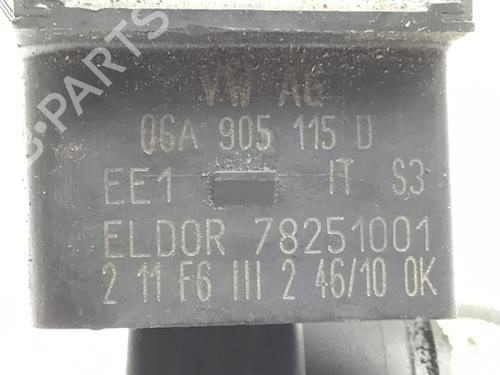 VW AG
06A 905 115 D
EE1 IT S3
ELDOR 78251001
2 11 F6 III 2 46/10 OK
B-PARTS